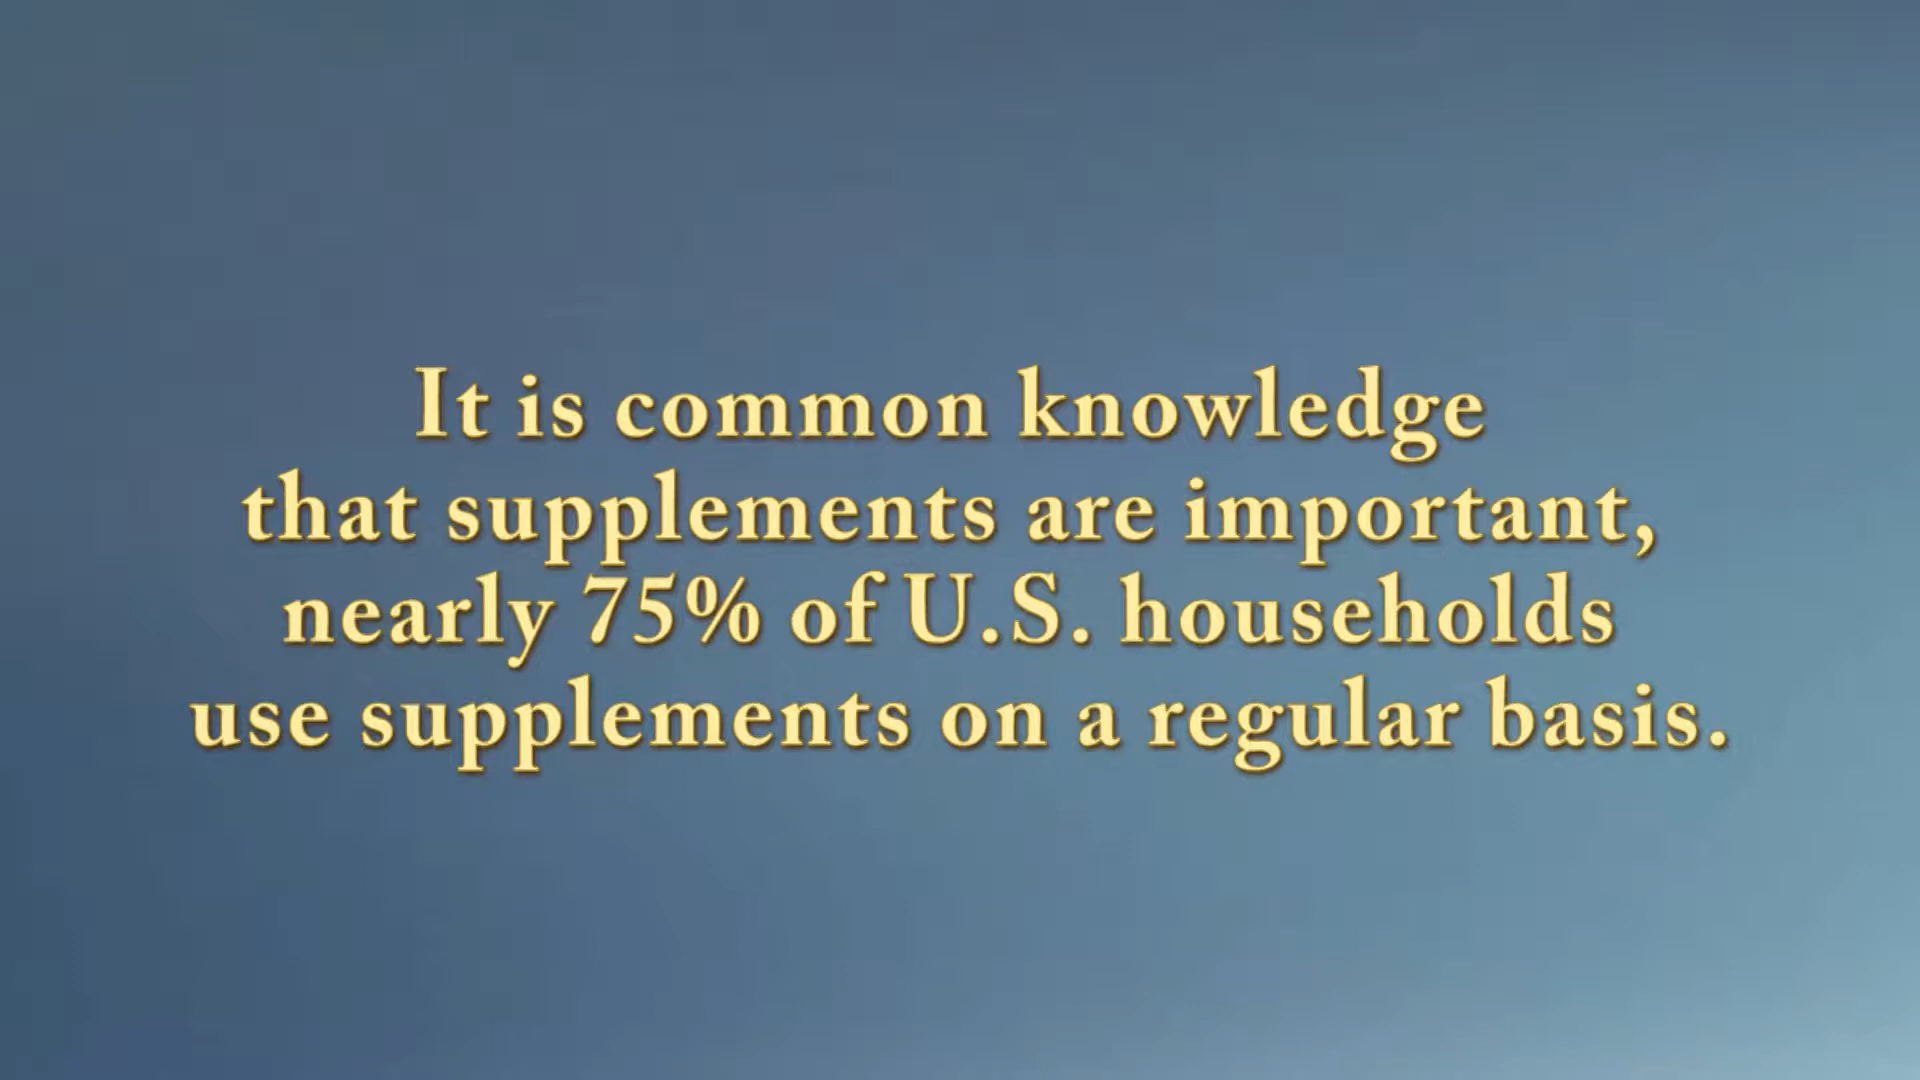 It is common knowledge
that supplements are important,
nearly 75% of U.S. households
use supplements on a regular basis.